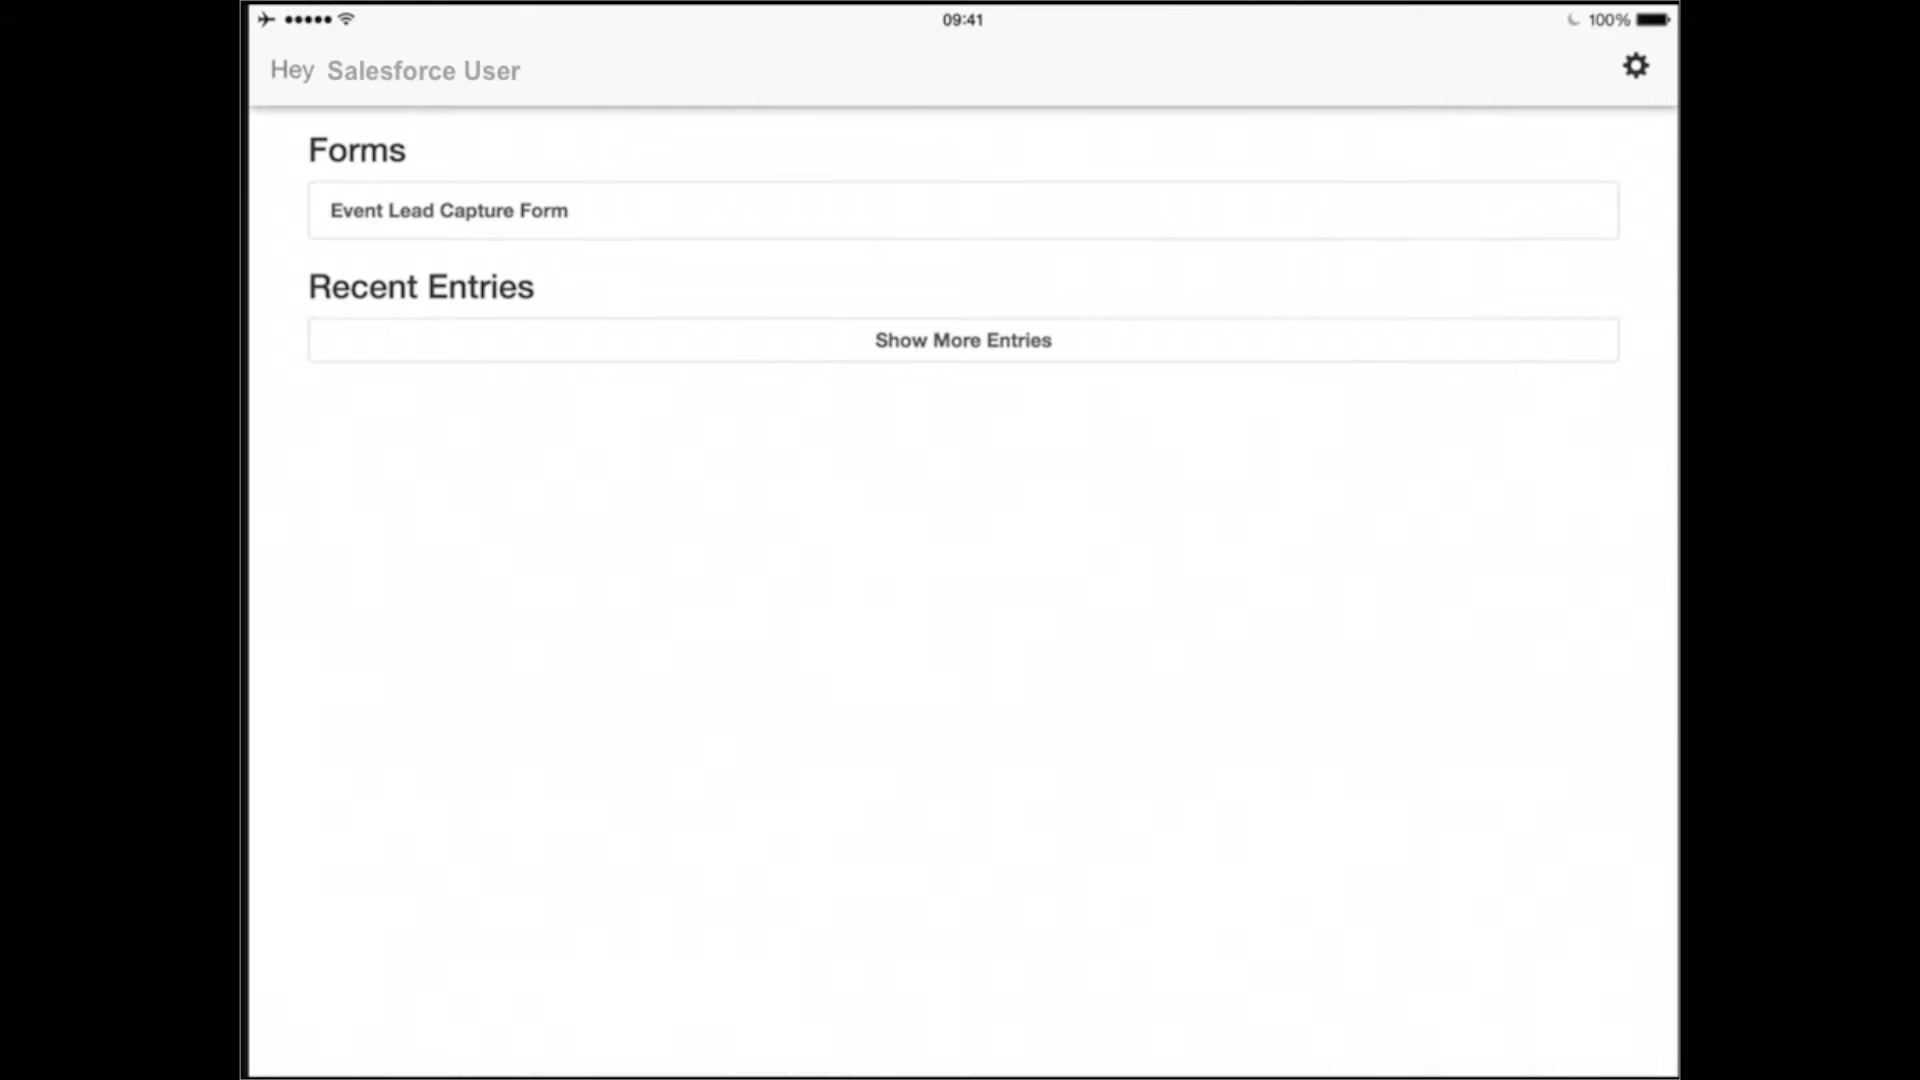 09:41
100%
Hey Salesforce User
Forms
Event Lead Capture Form
Recent Entries
Show More Entries